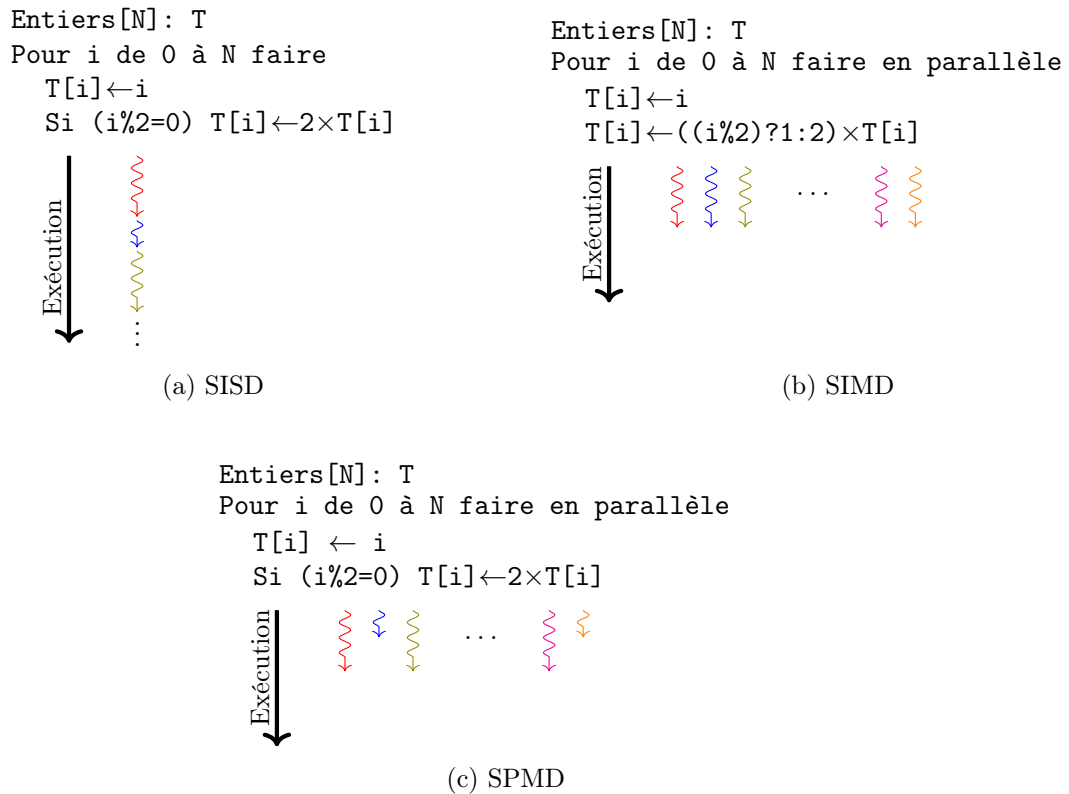 Entiers[N]: T
Pour i de 0 à N faire
T[i]←i
Si (i%2=0) T[i]←2×T[i]
Exécution
⋮
(a) SISD
Entiers[N]: T
Pour i de 0 à N faire en parallèle
T[i]←i
T[i]←((i%2)?1:2)×T[i]
Exécution
...
(b) SIMD
Entiers[N]: T
Pour i de 0 à N faire en parallèle
T[i] ← i
Si (i%2=0) T[i]←2×T[i]
Exécution
...
(c) SPMD